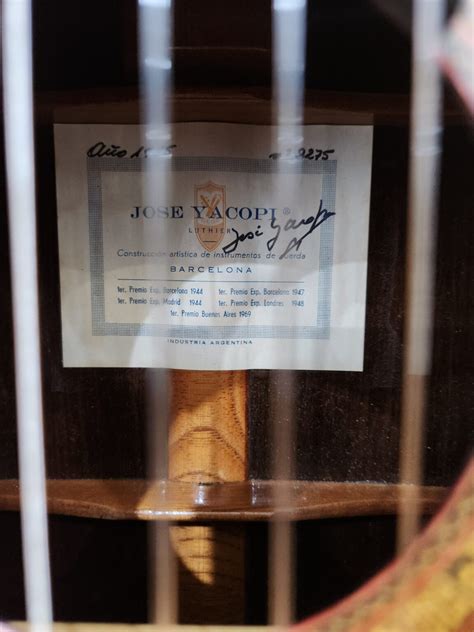 Año
JOSE YACOPI®
LUTHIER
José Yacopi
Construcción artística de instrumentos de cuerda
BARCELONA
1er. Premio Exp. Barcelona 1944 1er. Premio Exp. Barcelona 1947
1er. Premio Exp. Madrid 1944 1er. Premio Exp. Londres 1948
1er. Premio Buenos Aires 1969
INDUSTRIA ARGENTINA